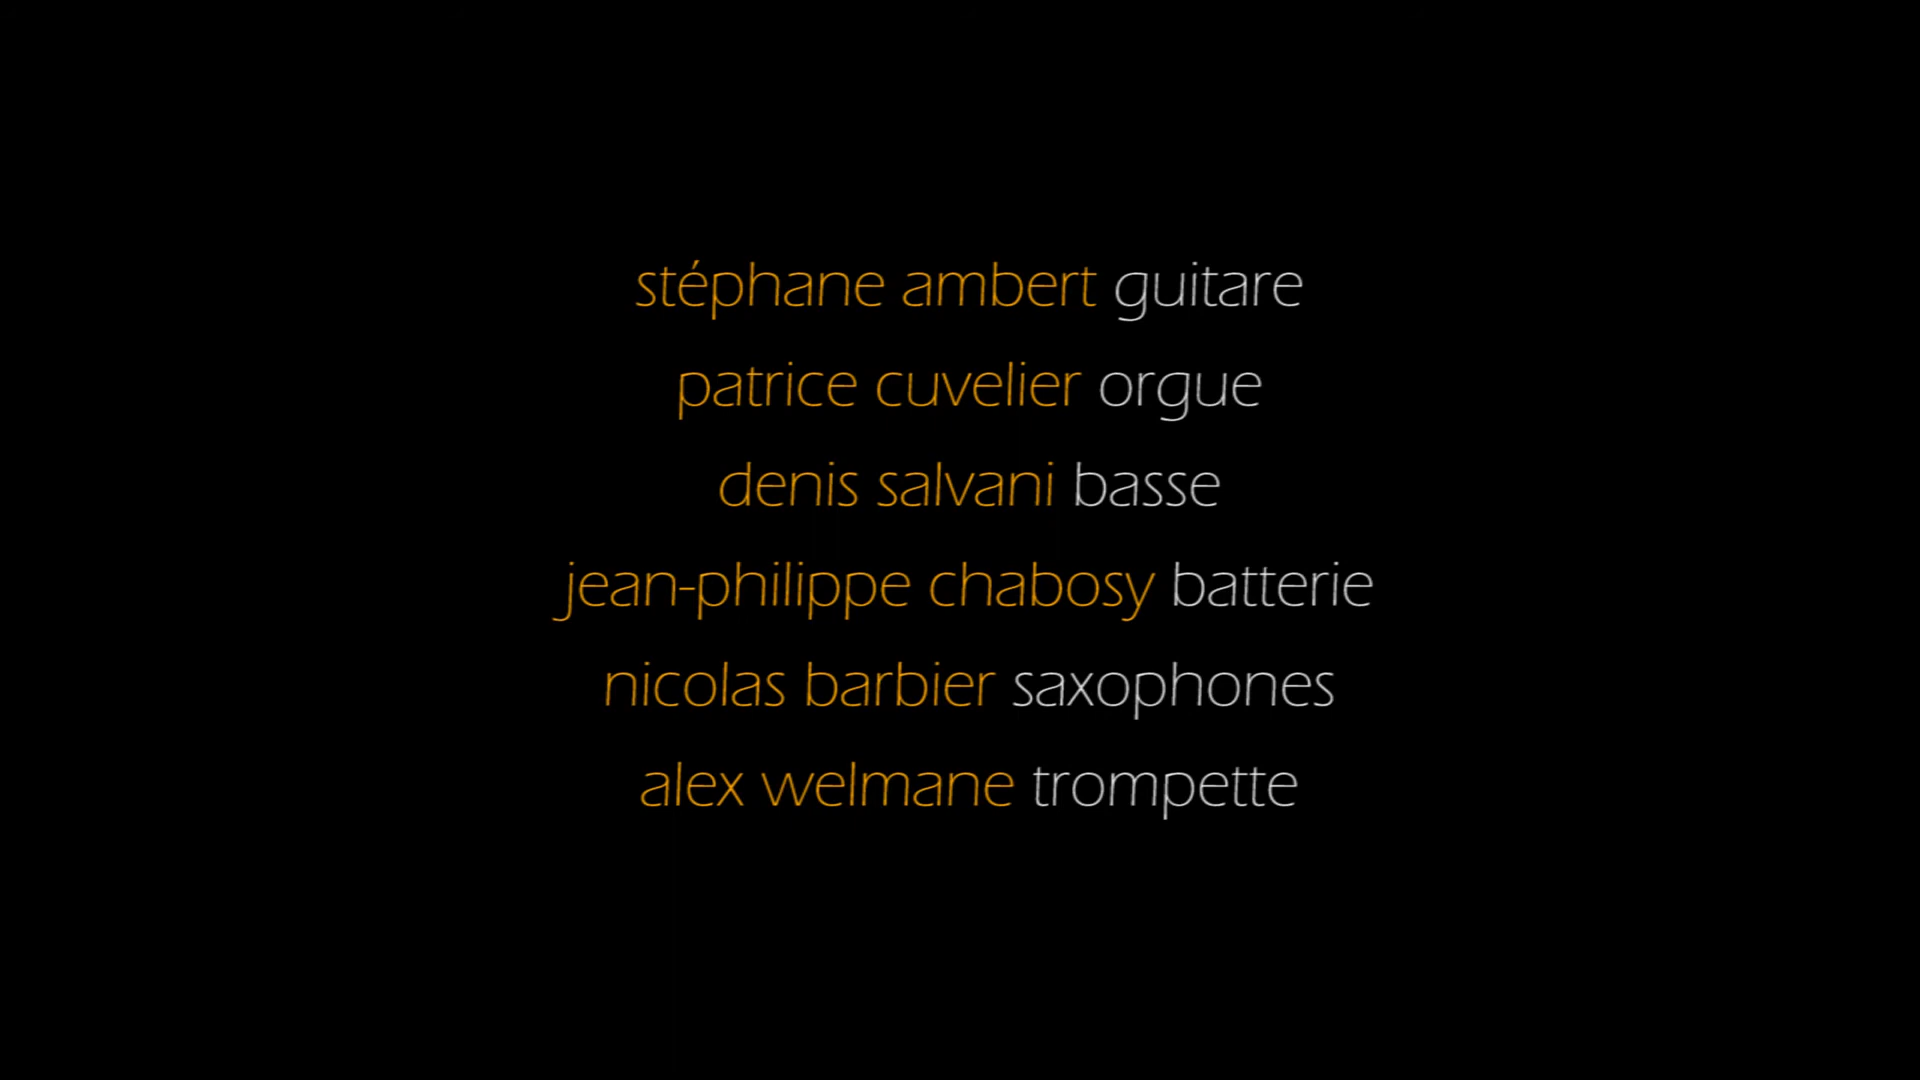 stéphane ambert guitare
patrice cuvelier orgue
denis salvani basse
jean-philippe chabosy batterie
nicolas barbier saxophones
alex welmane trompette